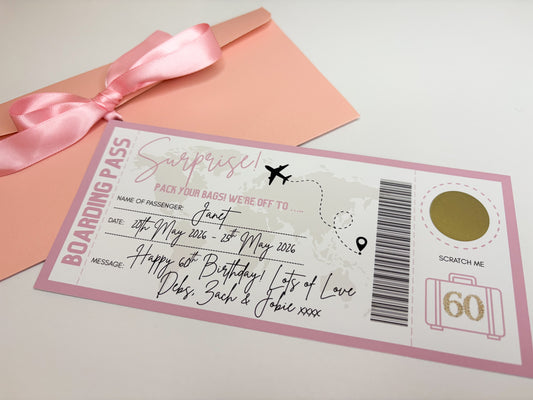 BOARDING PASS
Surprise!
PACK YOUR BAGS! WE'RE OFF TO ....
NAME OF PASSENGER: Janet
DATE: 20th May 2026 - 25th May 2026
MESSAGE: Happy 60th Birthday! Lots of Love
Debs, Zach & Jobie xxxx
SCRATCH ME
60